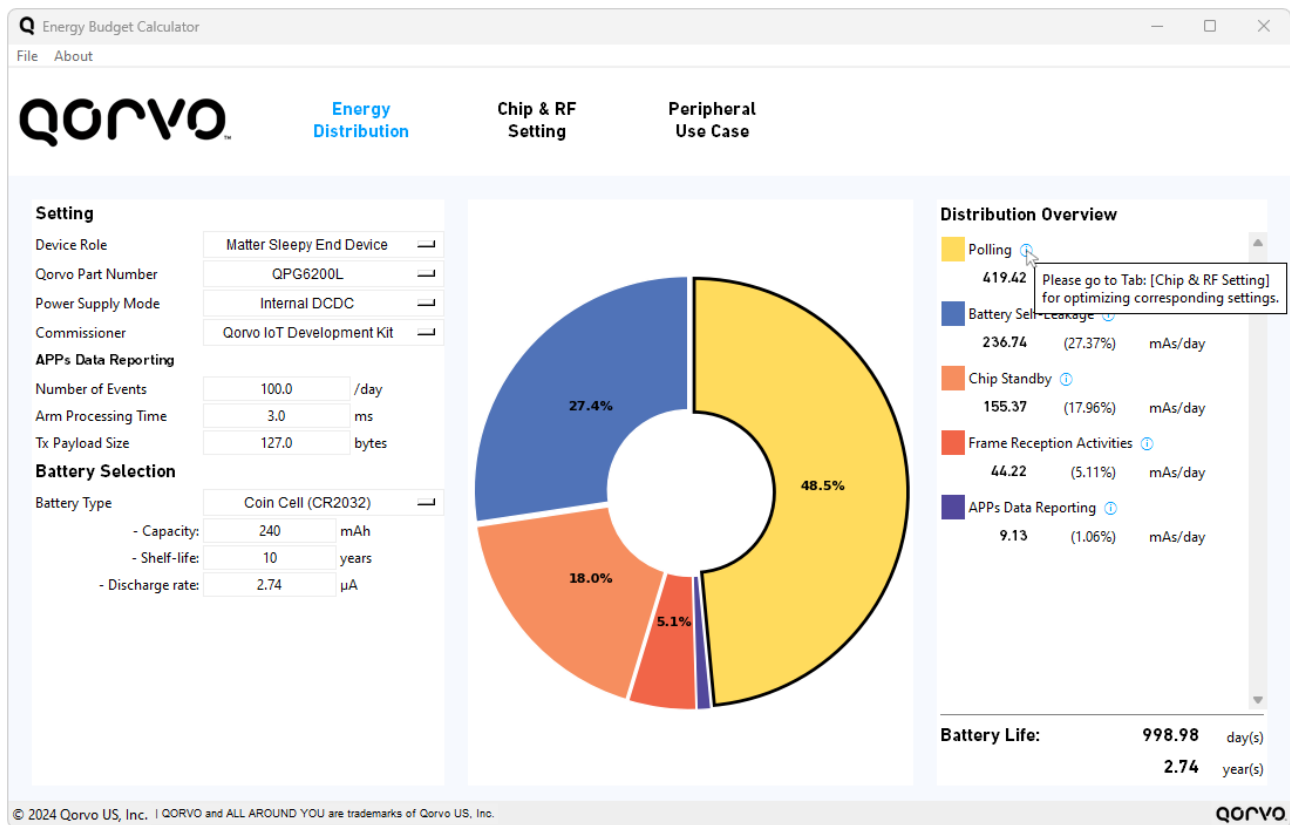 Q Energy Budget Calculator
File About
QORVO™
Energy
Distribution
Chip & RF
Setting
Peripheral
Use Case
Setting
Device Role Matter Sleepy End Device
Qorvo Part Number QPG6200L
Power Supply Mode Internal DCDC
Commissioner Qorvo IoT Development Kit
APPs Data Reporting
Number of Events 100.0 /day
Arm Processing Time 3.0 ms
Tx Payload Size 127.0 bytes
Battery Selection
Battery Type Coin Cell (CR2032)
- Capacity: 240 mAh
- Shelf-life: 10 years
- Discharge rate: 2.74 µA
27.4%
48.5%
18.0%
5.1%
Distribution Overview
Polling
419.42
Please go to Tab: [Chip & RF Setting]
for optimizing corresponding settings.
Battery Self-Leakage
236.74 (27.37%) mAs/day
Chip Standby
155.37 (17.96%) mAs/day
Frame Reception Activities
44.22 (5.11%) mAs/day
APPs Data Reporting
9.13 (1.06%) mAs/day
Battery Life: 998.98 day(s)
2.74 year(s)
© 2024 Qorvo US, Inc. | QORVO and ALL AROUND YOU are trademarks of Qorvo US, Inc.
QORVO